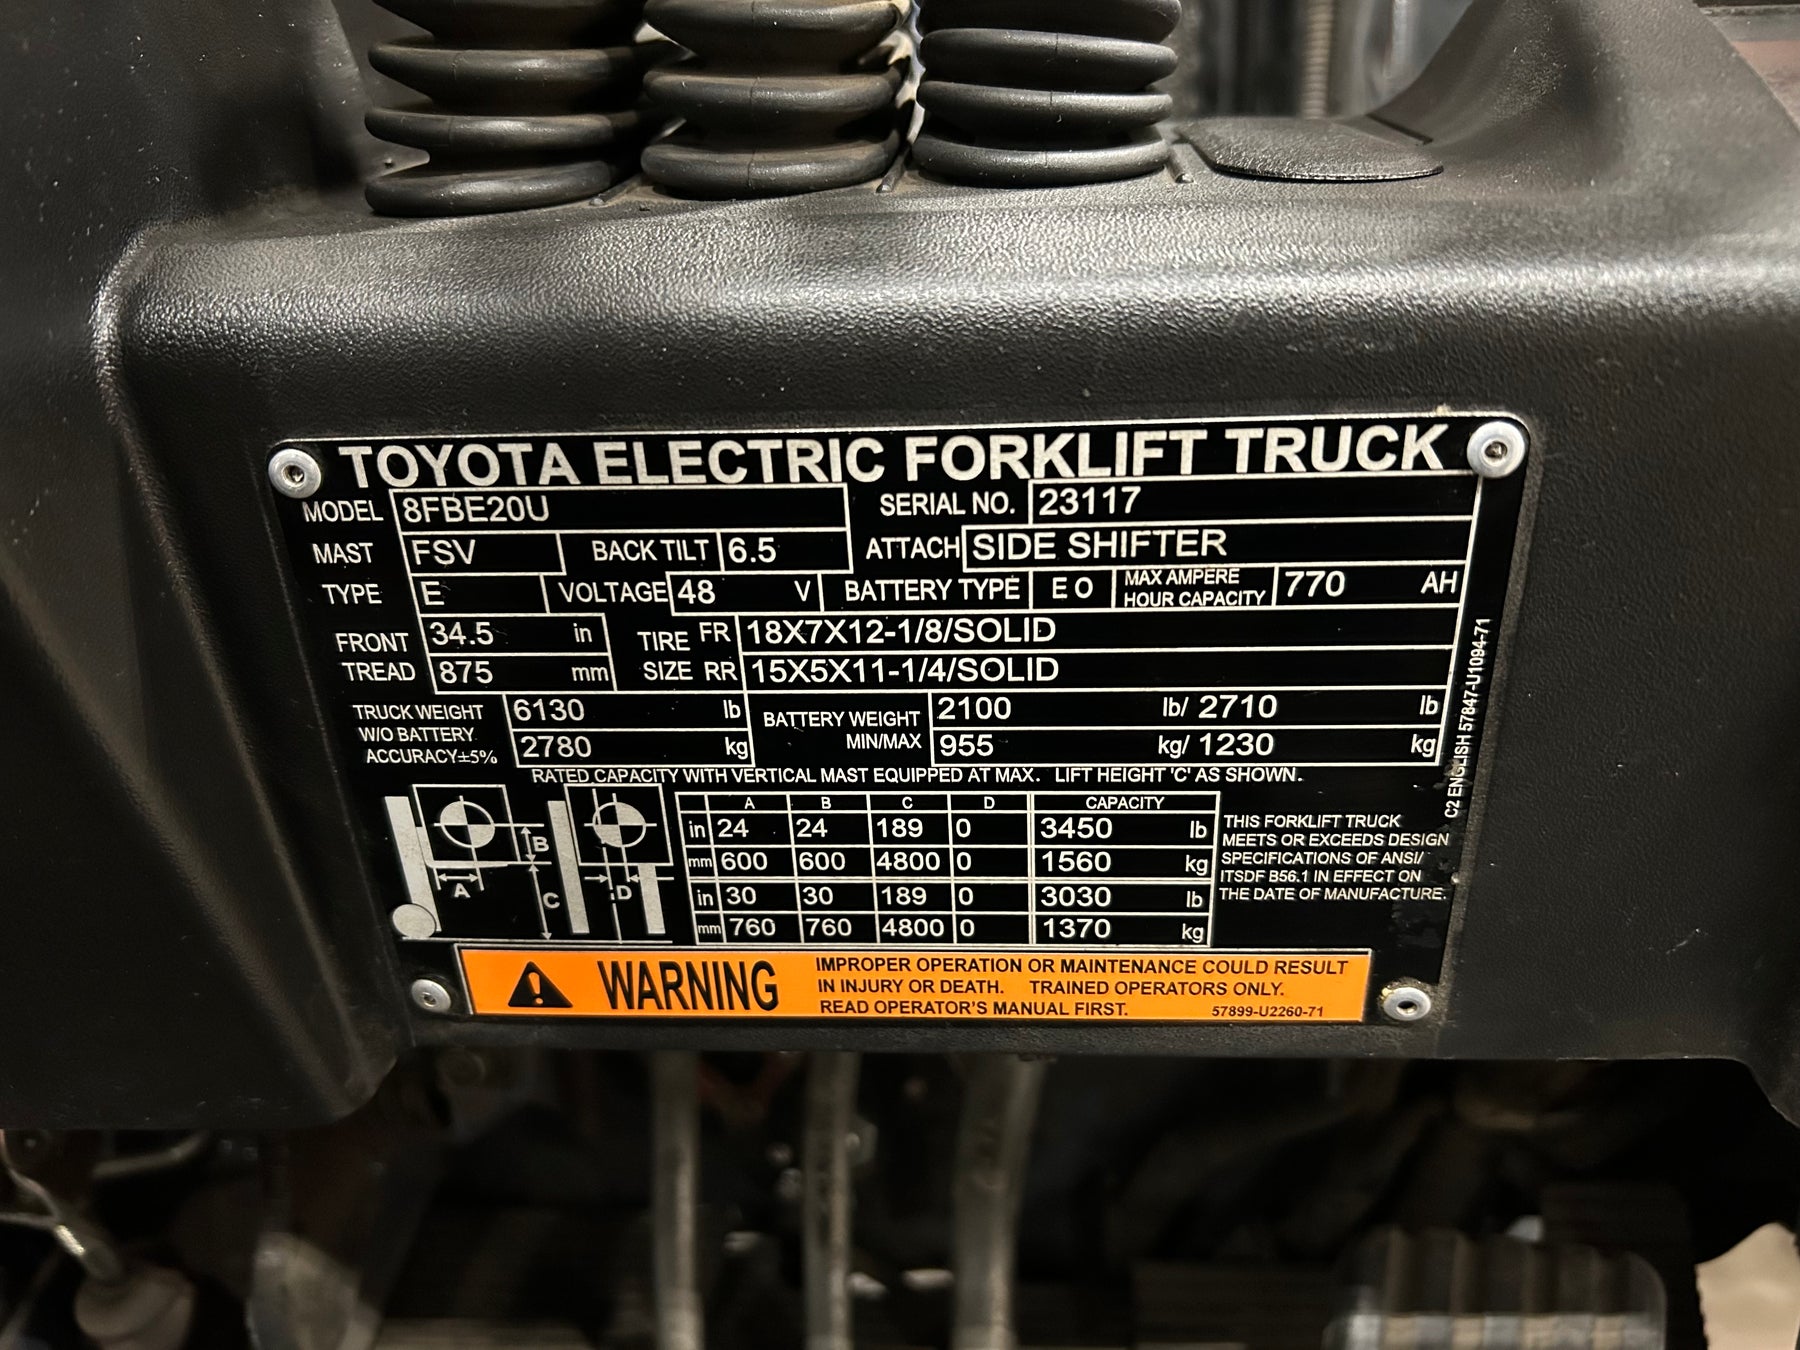 TOYOTA ELECTRIC FORKLIFT TRUCK
MODEL 8FBE20U SERIAL NO. 23117
MAST FSV BACK TILT 6.5 ATTACH SIDE SHIFTER
TYPE E VOLTAGE 48 V BATTERY TYPE E O MAX AMPERE HOUR CAPACITY 770 AH
FRONT TREAD 34.5 in TIRE SIZE FR 18X7X12-1/8/SOLID
875 mm RR 15X5X11-1/4/SOLID
TRUCK WEIGHT W/O BATTERY ACCURACY±5% 6130 lb BATTERY WEIGHT MIN/MAX 2100 lb/ 2710 lb
2780 kg 955 kg/ 1230 kg
RATED CAPACITY WITH VERTICAL MAST EQUIPPED AT MAX. LIFT HEIGHT 'C' AS SHOWN.
A B C D
A B C D CAPACITY
in 24 24 189 0 3450 lb
mm 600 600 4800 0 1560 kg
in 30 30 189 0 3030 lb
mm 760 760 4800 0 1370 kg
THIS FORKLIFT TRUCK
MEETS OR EXCEEDS DESIGN
SPECIFICATIONS OF ANSI/
ITSDF B56.1 IN EFFECT ON
THE DATE OF MANUFACTURE.
C2 ENGLISH 57847-U1094-71
WARNING
IMPROPER OPERATION OR MAINTENANCE COULD RESULT
IN INJURY OR DEATH. TRAINED OPERATORS ONLY.
READ OPERATOR'S MANUAL FIRST. 57899-U2260-71